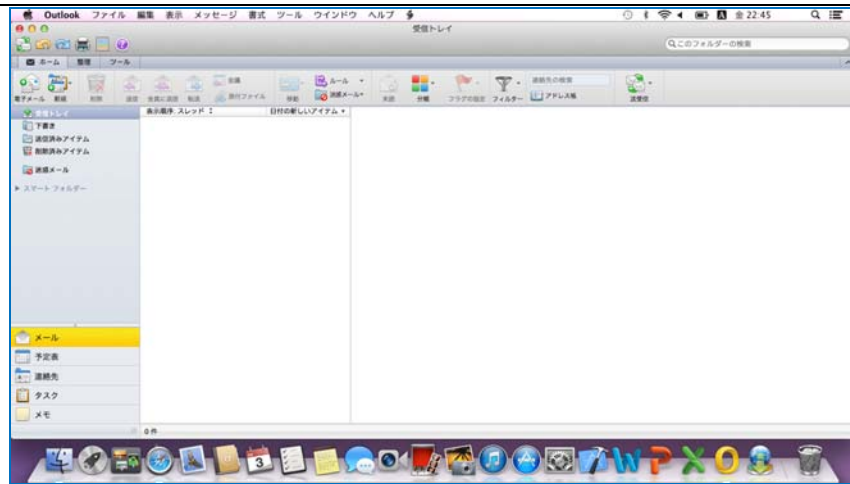 Outlook ファイル 編集 表示 メッセージ 書式 ツール ウインドウ ヘルプ 金 22:45
受信トレイ
このフォルダーの検索
ホーム 整理 ツール
会議 ルール 連絡先の検索
添付ファイル 迷惑メール アドレス帳
電子メール 新規 削除 返信 全員に返信 転送 移動 未読 分類 フラグの設定 フィルター 送受信
受信トレイ
表示順序: スレッド 日付の新しいアイテム
下書き
送信済みアイテム
削除済みアイテム
迷惑メール
スマート フォルダー
メール
予定表
連絡先
タスク
メモ
0 件
3